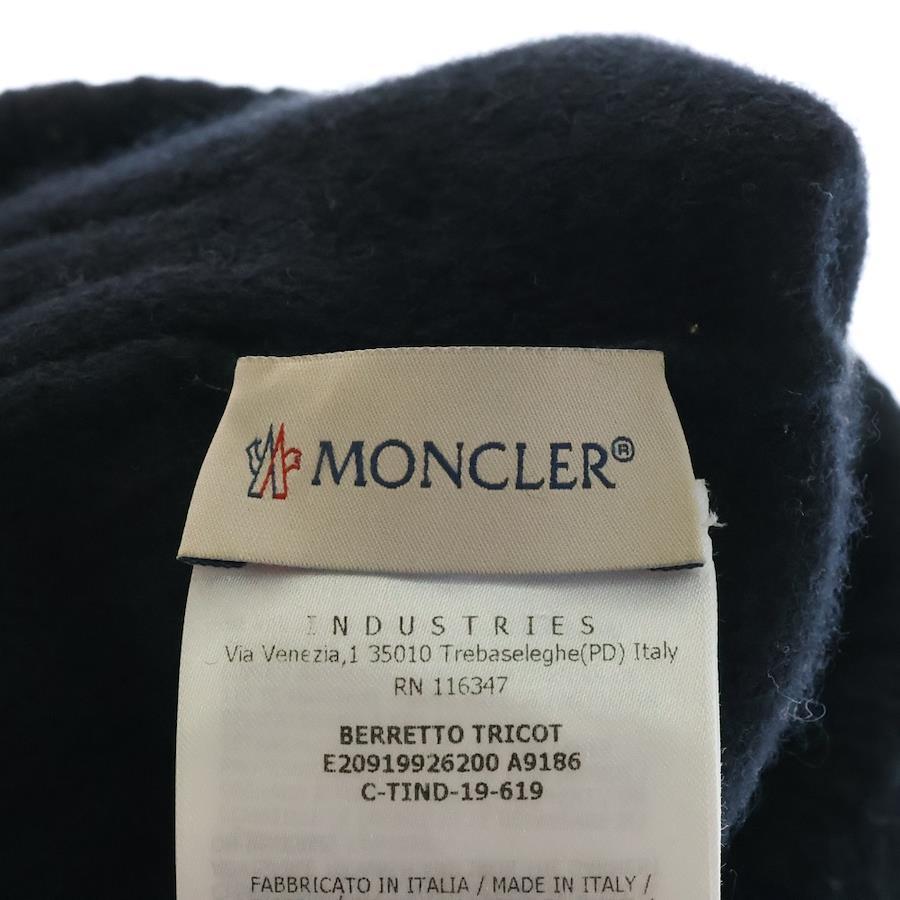 MONCLER®
INDUSTRIES
Via Venezia,1 35010 Trebaseleghe(PD) Italy
RN 116347
BERRETTO TRICOT
E20919926200 A9186
C-TIND-19-619
FABBRICATO IN ITALIA / MADE IN ITALY /